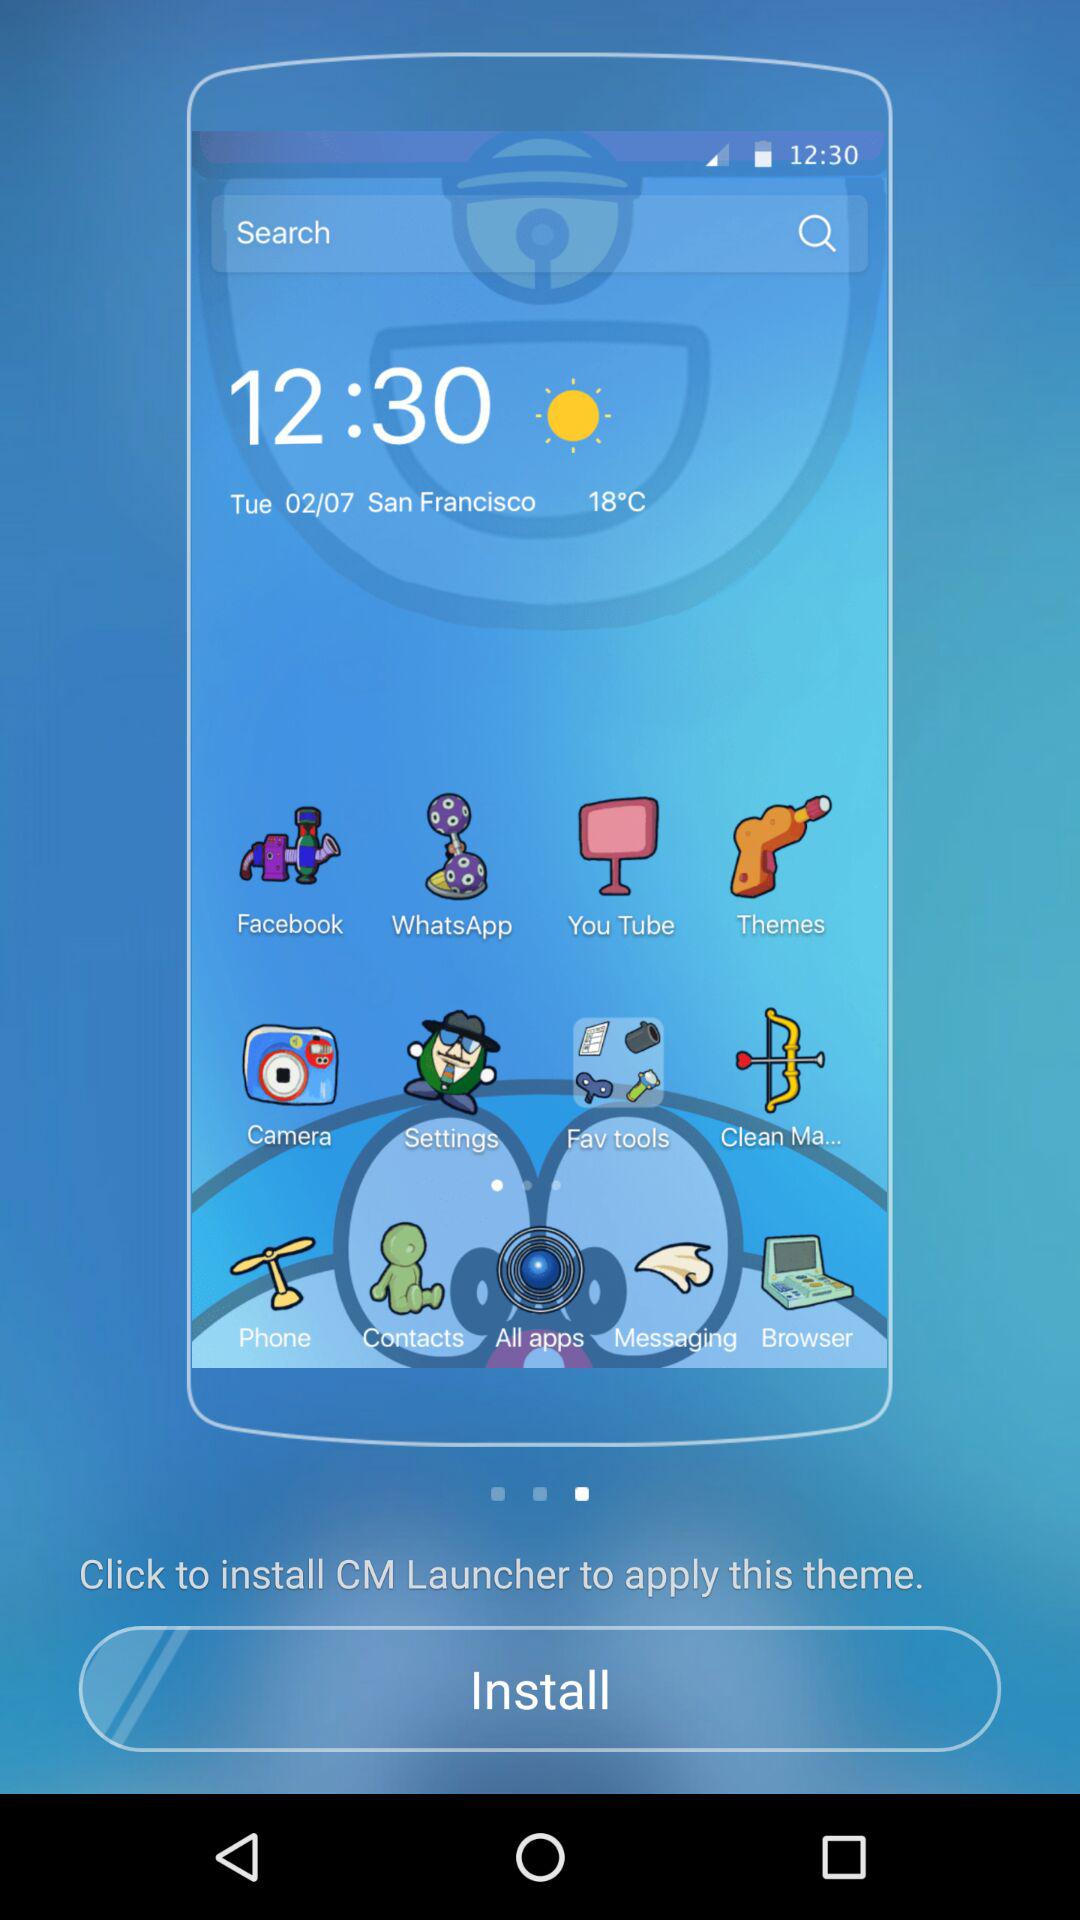 12:30
Search
12:30
Tue 02/07 San Francisco 18°C
Facebook WhatsApp You Tube Themes
Camera Settings Fav tools Clean Ma...
Phone Contacts All apps Messaging Browser
Click to install CM Launcher to apply this theme.
Install